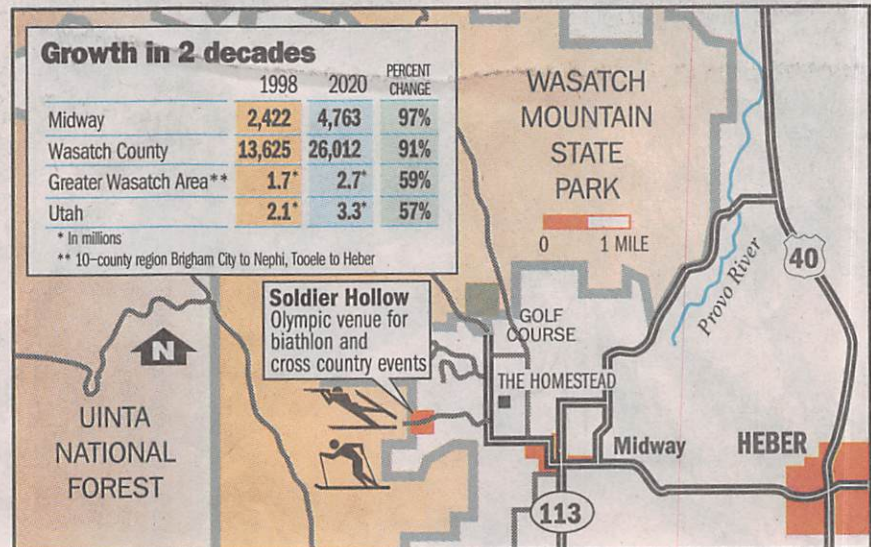 Growth in 2 decades
1998 2020 PERCENT CHANGE
Midway 2,422 4,763 97%
Wasatch County 13,625 26,012 91%
Greater Wasatch Area** 1.7* 2.7* 59%
Utah 2.1* 3.3* 57%
* In millions
** 10–county region Brigham City to Nephi, Tooele to Heber
WASATCH
MOUNTAIN
STATE
PARK
0 1 MILE
40
Provo River
Soldier Hollow
Olympic venue for
biathlon and
cross country events
N
GOLF
COURSE
THE HOMESTEAD
UINTA
NATIONAL
FOREST
Midway
HEBER
113